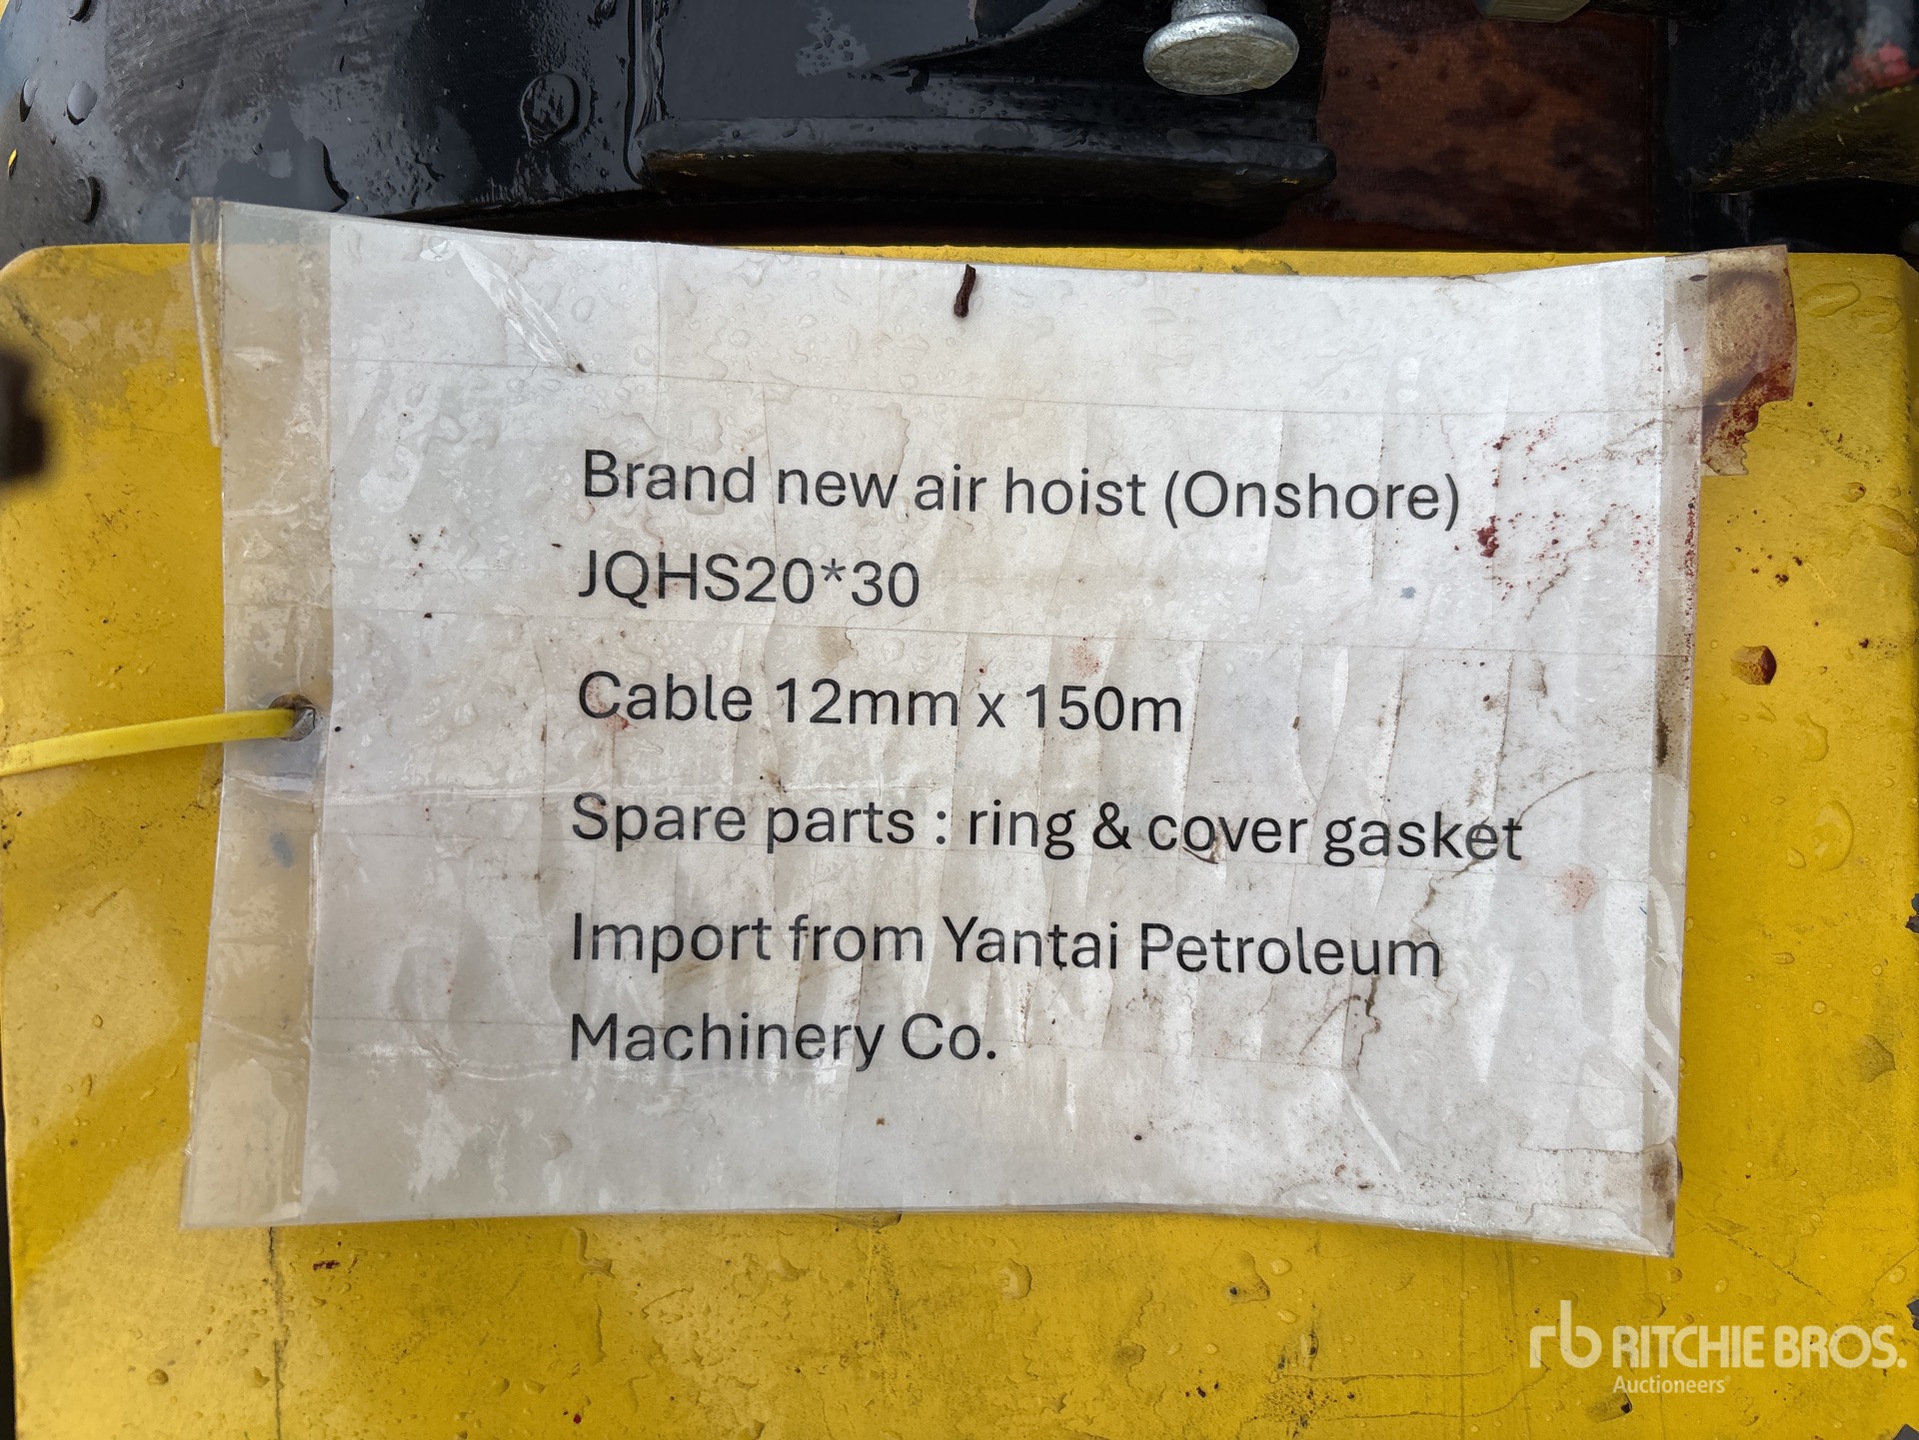 Brand new air hoist (Onshore)
JQHS20*30
Cable 12mm x 150m
Spare parts : ring & cover gasket
Import from Yantai Petroleum
Machinery Co.
rb RITCHIE BROS.
Auctioneers